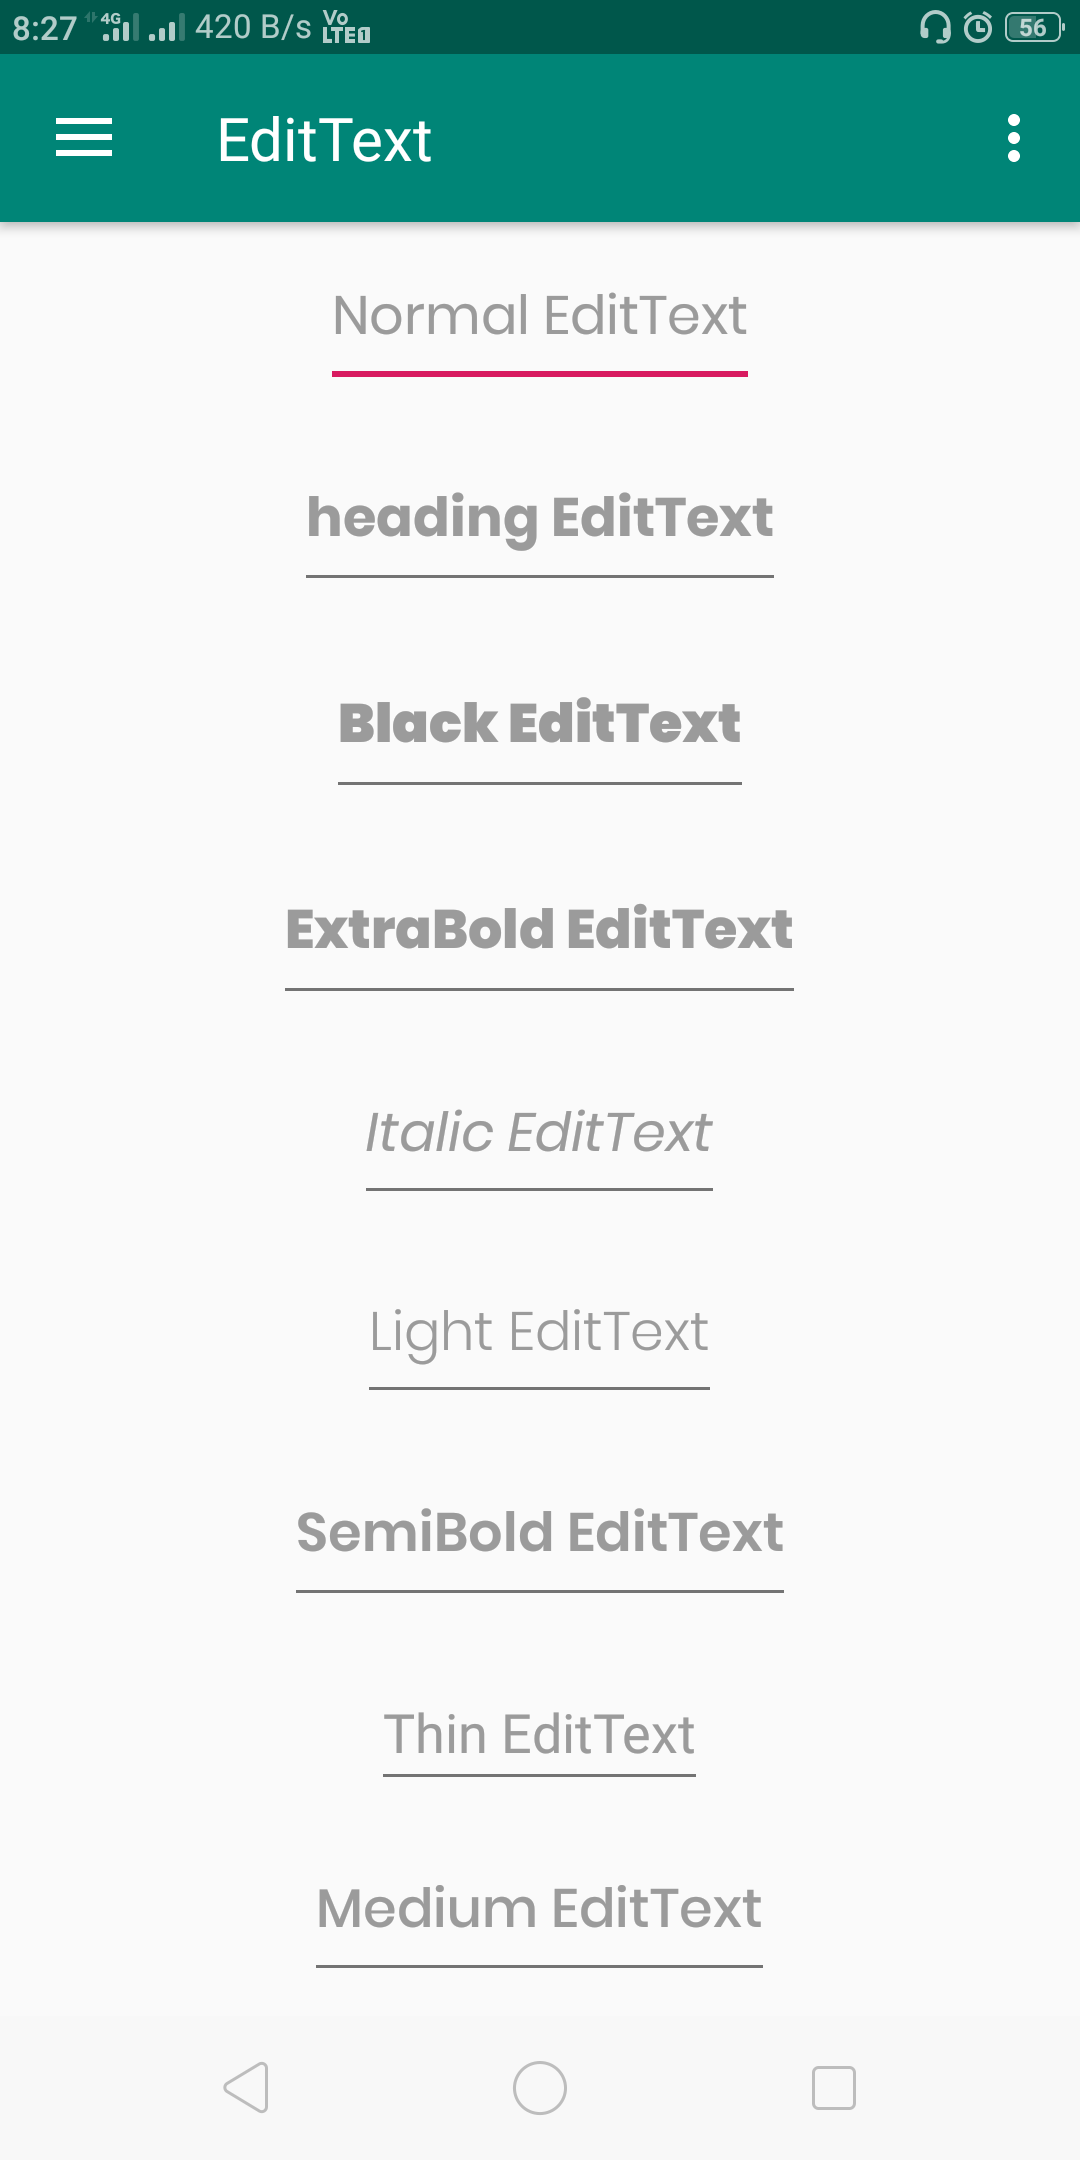 8:27 4G 420 B/s Vo LTE1 56
EditText
Normal EditText
heading EditText
Black EditText
ExtraBold EditText
Italic EditText
Light EditText
SemiBold EditText
Thin EditText
Medium EditText